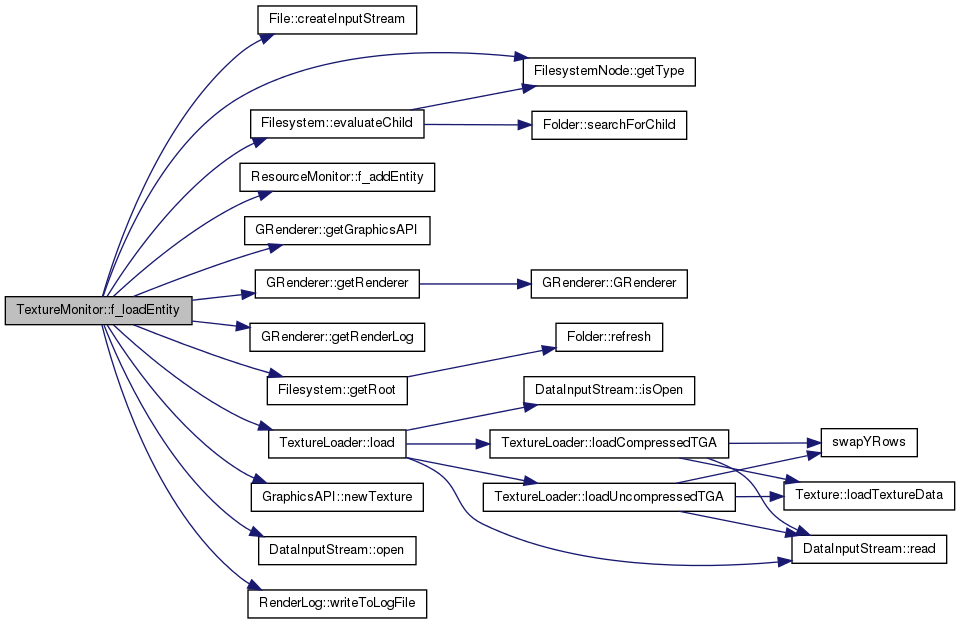 File::createInputStream
FilesystemNode::getType
Filesystem::evaluateChild
Folder::searchForChild
ResourceMonitor::f_addEntity
GRenderer::getGraphicsAPI
GRenderer::getRenderer
GRenderer::GRenderer
TextureMonitor::f_loadEntity
GRenderer::getRenderLog
Folder::refresh
Filesystem::getRoot
DataInputStream::isOpen
TextureLoader::load
TextureLoader::loadCompressedTGA
swapYRows
GraphicsAPI::newTexture
TextureLoader::loadUncompressedTGA
Texture::loadTextureData
DataInputStream::open
DataInputStream::read
RenderLog::writeToLogFile